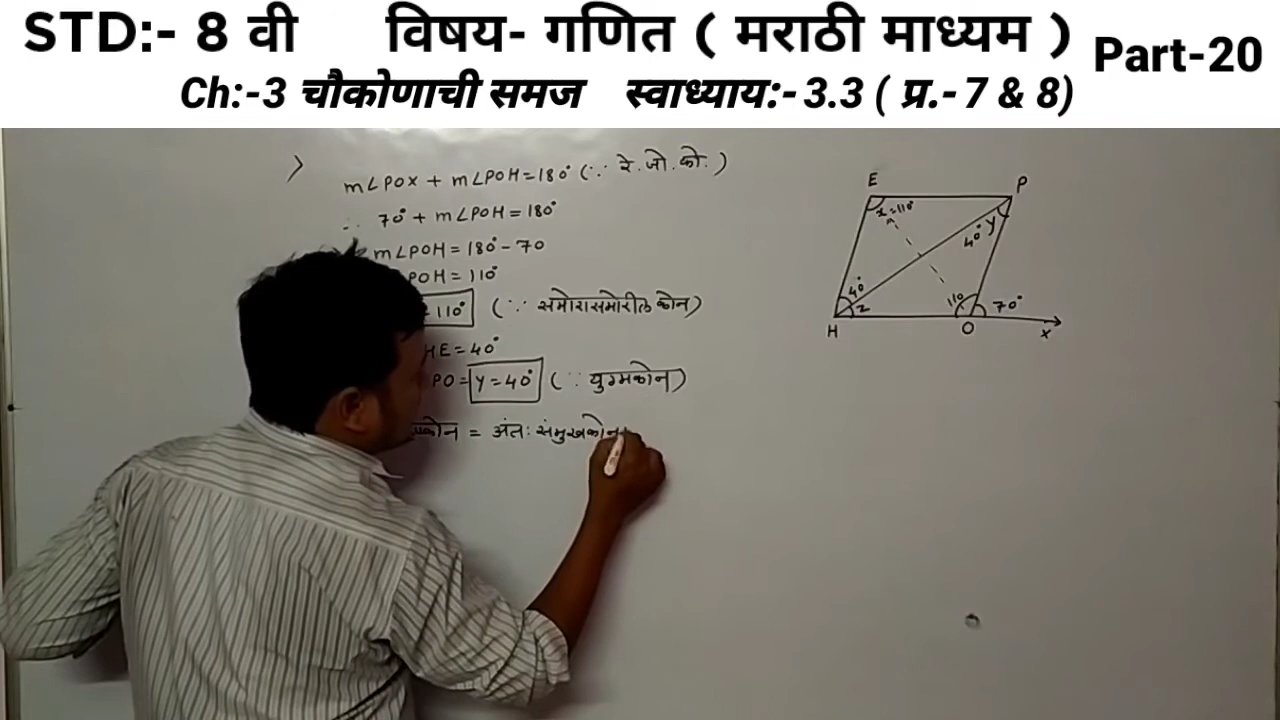 STD:- 8 वी विषय- गणित ( मराठी माध्यम ) Part-20
Ch:-3 चौकोणाची समज स्वाध्याय:- 3.3 ( प्र.- 7 & 8)
m∠POX + m∠POH = 180° (∵ रे. जो. को. )
∴ 70° + m∠POH = 180°
m∠POH = 180° - 70
POH = 110°
110° (∵ समोरासमोरील कोन)
HE = 40°
PO = y = 40° (∵ युग्मकोन)
= अंतः संमुखकोन
E P
x = 110°
40° y
40°
z
110 70°
H O X